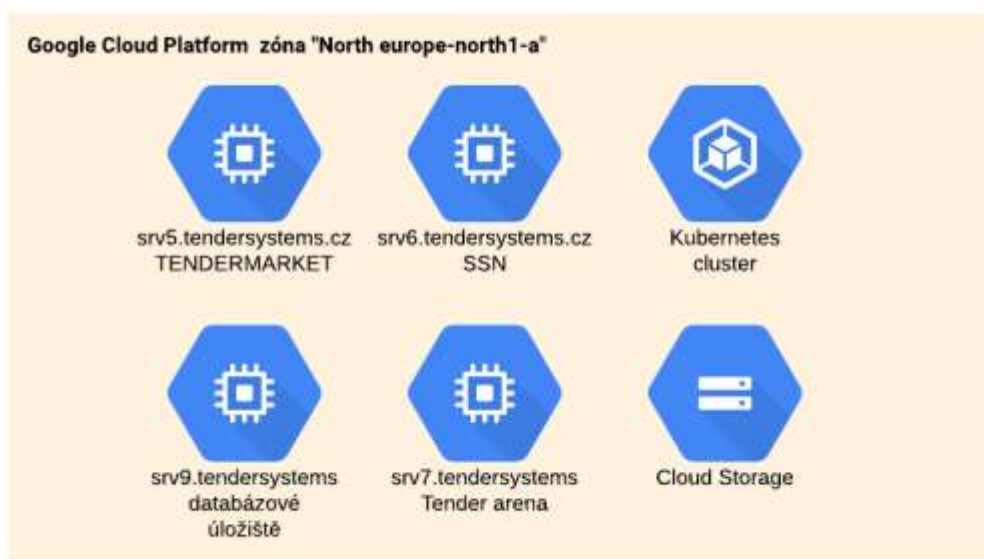 Google Cloud Platform zóna "North europe-north1-a"
srv5.tendersystems.cz
TENDERMARKET
srv6.tendersystems.cz
SSN
Kubernetes
cluster
srv9.tendersystems
databázové
úložiště
srv7.tendersystems
Tender arena
Cloud Storage